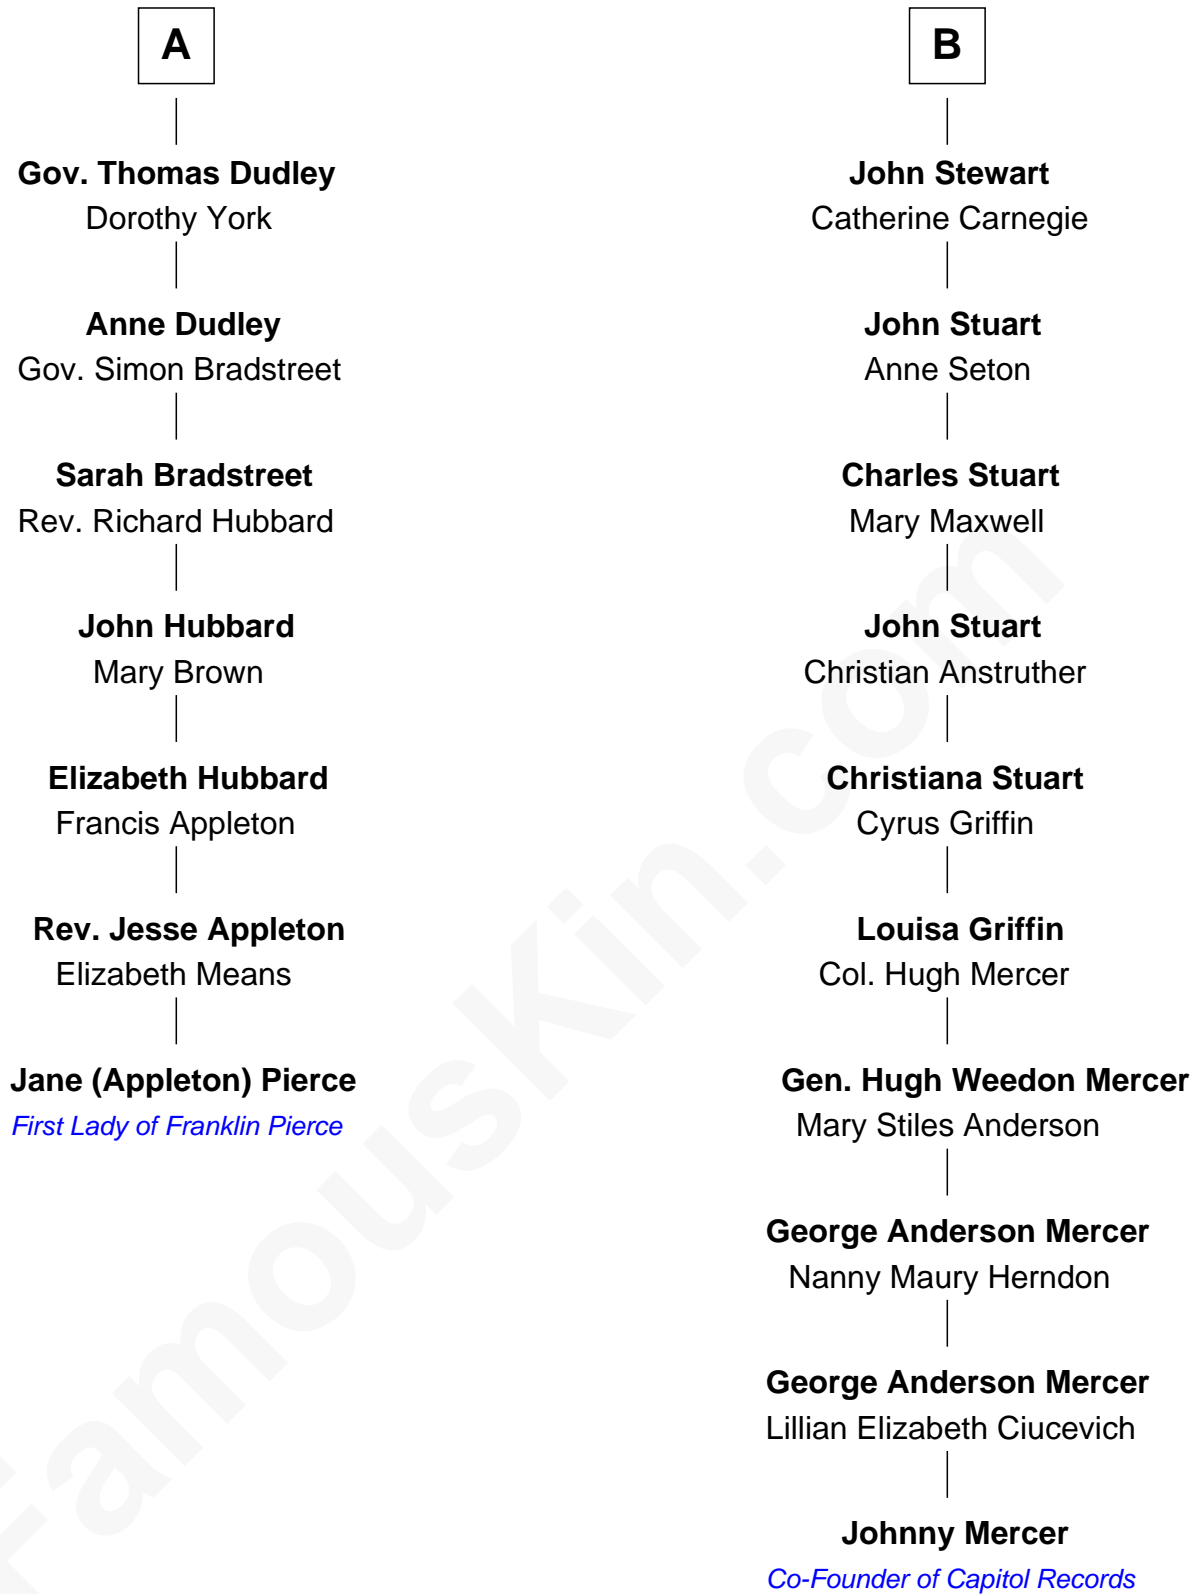 A
Gov. Thomas Dudley
Dorothy York
Anne Dudley
Gov. Simon Bradstreet
Sarah Bradstreet
Rev. Richard Hubbard
John Hubbard
Mary Brown
Elizabeth Hubbard
Francis Appleton
Rev. Jesse Appleton
Elizabeth Means
Jane (Appleton) Pierce
First Lady of Franklin Pierce
B
John Stewart
Catherine Carnegie
John Stuart
Anne Seton
Charles Stuart
Mary Maxwell
John Stuart
Christian Anstruther
Christiana Stuart
Cyrus Griffin
Louisa Griffin
Col. Hugh Mercer
Gen. Hugh Weedon Mercer
Mary Stiles Anderson
George Anderson Mercer
Nanny Maury Herndon
George Anderson Mercer
Lillian Elizabeth Ciucevich
Johnny Mercer
Co-Founder of Capitol Records
FamousKin.com